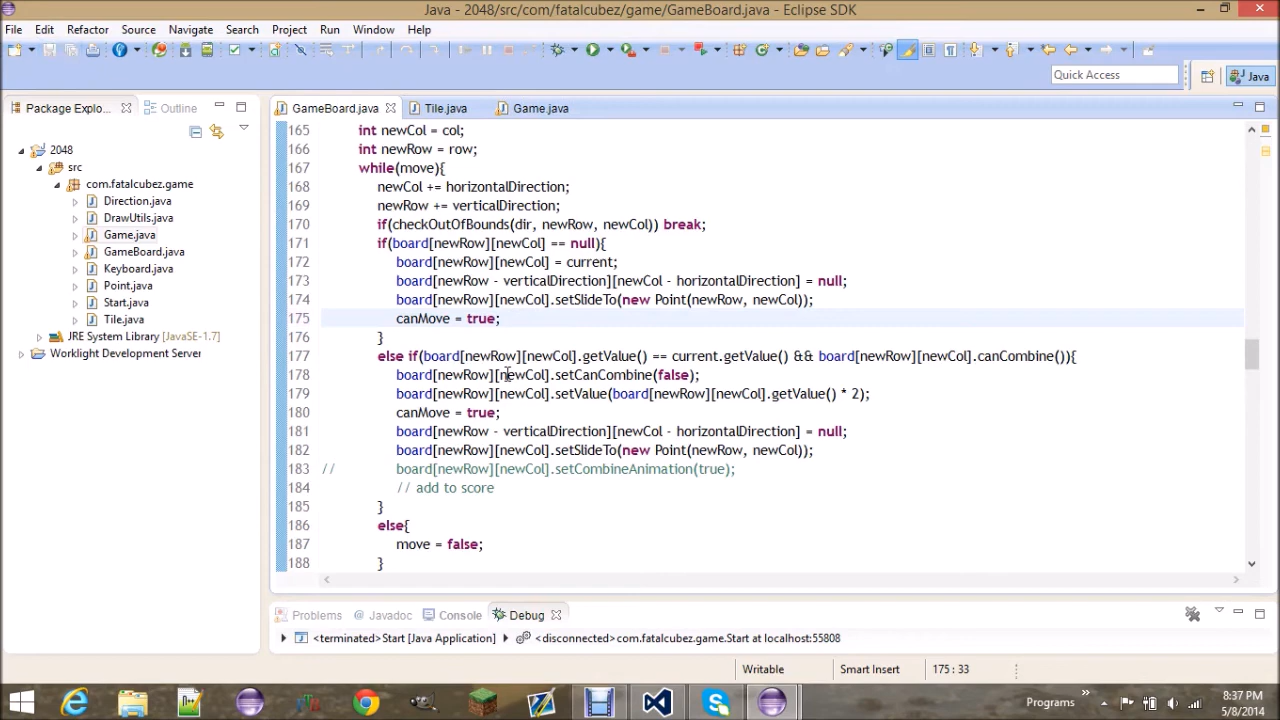 Java - 2048/src/com/fatalcubez/game/GameBoard.java - Eclipse SDK
File Edit Refactor Source Navigate Search Project Run Window Help
Quick Access
Java
Package Explo...
Outline
GameBoard.java
Tile.java
Game.java
2048
src
com.fatalcubez.game
Direction.java
DrawUtils.java
Game.java
GameBoard.java
Keyboard.java
Point.java
Start.java
Tile.java
JRE System Library [JavaSE-1.7]
Worklight Development Server
165 int newCol = col;
166 int newRow = row;
167 while(move){
168 newCol += horizontalDirection;
169 newRow += verticalDirection;
170 if(checkOutOfBounds(dir, newRow, newCol)) break;
171 if(board[newRow][newCol] == null){
172 board[newRow][newCol] = current;
173 board[newRow - verticalDirection][newCol - horizontalDirection] = null;
174 board[newRow][newCol].setSlideTo(new Point(newRow, newCol));
175 canMove = true;
176 }
177 else if(board[newRow][newCol].getValue() == current.getValue() && board[newRow][newCol].canCombine()){
178 board[newRow][newCol].setCanCombine(false);
179 board[newRow][newCol].setValue(board[newRow][newCol].getValue() * 2);
180 canMove = true;
181 board[newRow - verticalDirection][newCol - horizontalDirection] = null;
182 board[newRow][newCol].setSlideTo(new Point(newRow, newCol));
183 // board[newRow][newCol].setCombineAnimation(true);
184 // add to score
185 }
186 else{
187 move = false;
188 }
Problems @ Javadoc Console Debug
<terminated>Start [Java Application]
<disconnected>com.fatalcubez.game.Start at localhost:55808
Writable
Smart Insert
175 : 33
Programs
8:37 PM
5/8/2014